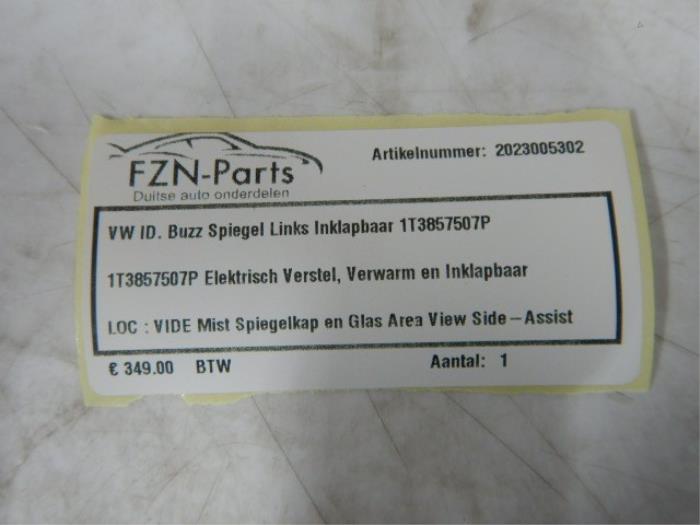 FZN-Parts
Duitse auto onderdelen
Artikelnummer: 2023005302
VW ID. Buzz Spiegel Links Inklapbaar 1T3857507P
1T3857507P Elektrisch Verstel, Verwarm en Inklapbaar
LOC : VIDE Mist Spiegelkap en Glas Area View Side-Assist
€ 349.00 BTW
Aantal: 1